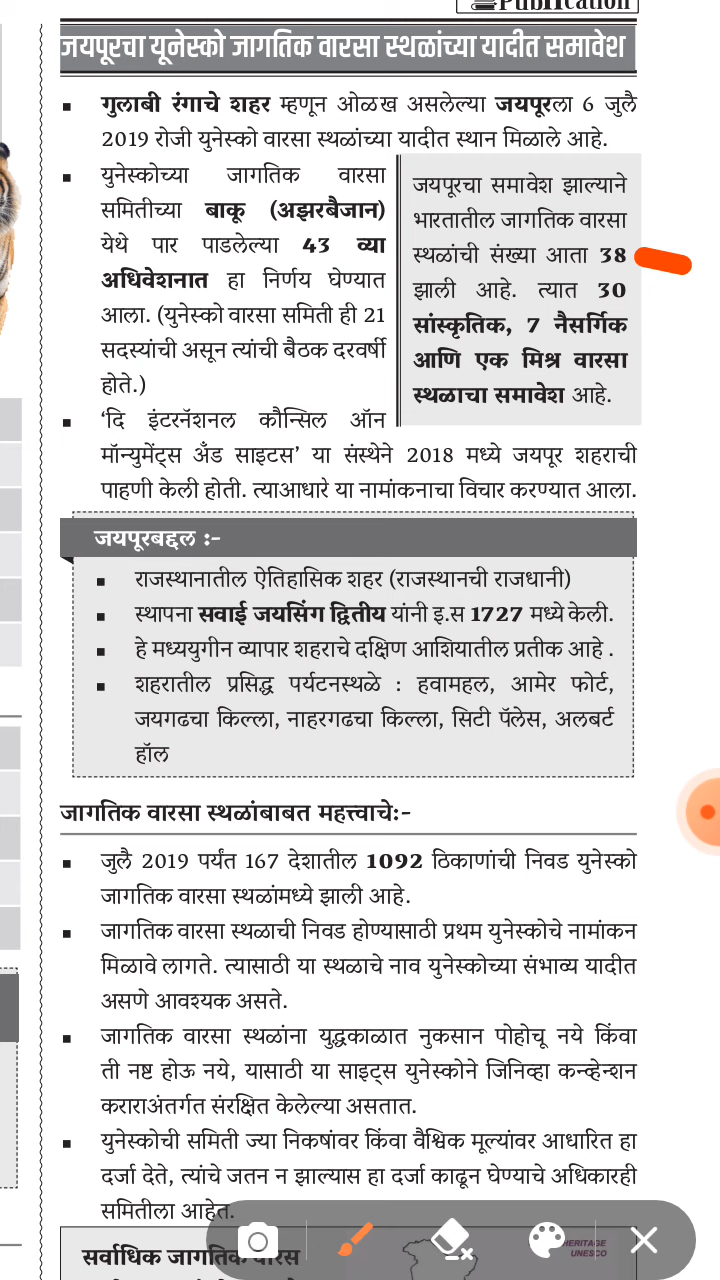 Publication
जयपूरचा यूनेस्को जागतिक वारसा स्थळांच्या यादीत समावेश
▪ गुलाबी रंगाचे शहर म्हणून ओळख असलेल्या जयपूरला 6 जुलै
2019 रोजी युनेस्को वारसा स्थळांच्या यादीत स्थान मिळाले आहे.
▪ युनेस्कोच्या जागतिक वारसा
समितीच्या बाकू (अझरबैजान)
येथे पार पाडलेल्या 43 व्या
अधिवेशनात हा निर्णय घेण्यात
आला. (युनेस्को वारसा समिती ही 21
सदस्यांची असून त्यांची बैठक दरवर्षी
होते.)
जयपूरचा समावेश झाल्याने
भारतातील जागतिक वारसा
स्थळांची संख्या आता 38
झाली आहे. त्यात 30
सांस्कृतिक, 7 नैसर्गिक
आणि एक मिश्र वारसा
स्थळाचा समावेश आहे.
▪ ‘दि इंटरनॅशनल कौन्सिल ऑन
मॉन्युमेंट्स अँड साइटस’ या संस्थेने 2018 मध्ये जयपूर शहराची
पाहणी केली होती. त्याआधारे या नामांकनाचा विचार करण्यात आला.
जयपूरबद्दल :-
▪ राजस्थानातील ऐतिहासिक शहर (राजस्थानची राजधानी)
▪ स्थापना सवाई जयसिंग द्वितीय यांनी इ.स 1727 मध्ये केली.
▪ हे मध्ययुगीन व्यापार शहराचे दक्षिण आशियातील प्रतीक आहे .
▪ शहरातील प्रसिद्ध पर्यटनस्थळे : हवामहल, आमेर फोर्ट,
जयगढचा किल्ला, नाहरगढचा किल्ला, सिटी पॅलेस, अलबर्ट
हॉल
जागतिक वारसा स्थळांबाबत महत्त्वाचे:-
▪ जुलै 2019 पर्यंत 167 देशातील 1092 ठिकाणांची निवड युनेस्को
जागतिक वारसा स्थळांमध्ये झाली आहे.
▪ जागतिक वारसा स्थळाची निवड होण्यासाठी प्रथम युनेस्कोचे नामांकन
मिळावे लागते. त्यासाठी या स्थळाचे नाव युनेस्कोच्या संभाव्य यादीत
असणे आवश्यक असते.
▪ जागतिक वारसा स्थळांना युद्धकाळात नुकसान पोहोचू नये किंवा
ती नष्ट होऊ नये, यासाठी या साइट्स युनेस्कोने जिनिव्हा कन्व्हेन्शन
कराराअंतर्गत संरक्षित केलेल्या असतात.
▪ युनेस्कोची समिती ज्या निकषांवर किंवा वैश्विक मूल्यांवर आधारित हा
दर्जा देते, त्यांचे जतन न झाल्यास हा दर्जा काढून घेण्याचे अधिकारही
समितीला आहेत.
सर्वाधिक जागतिक वारस
HERITAGE
UNESCO